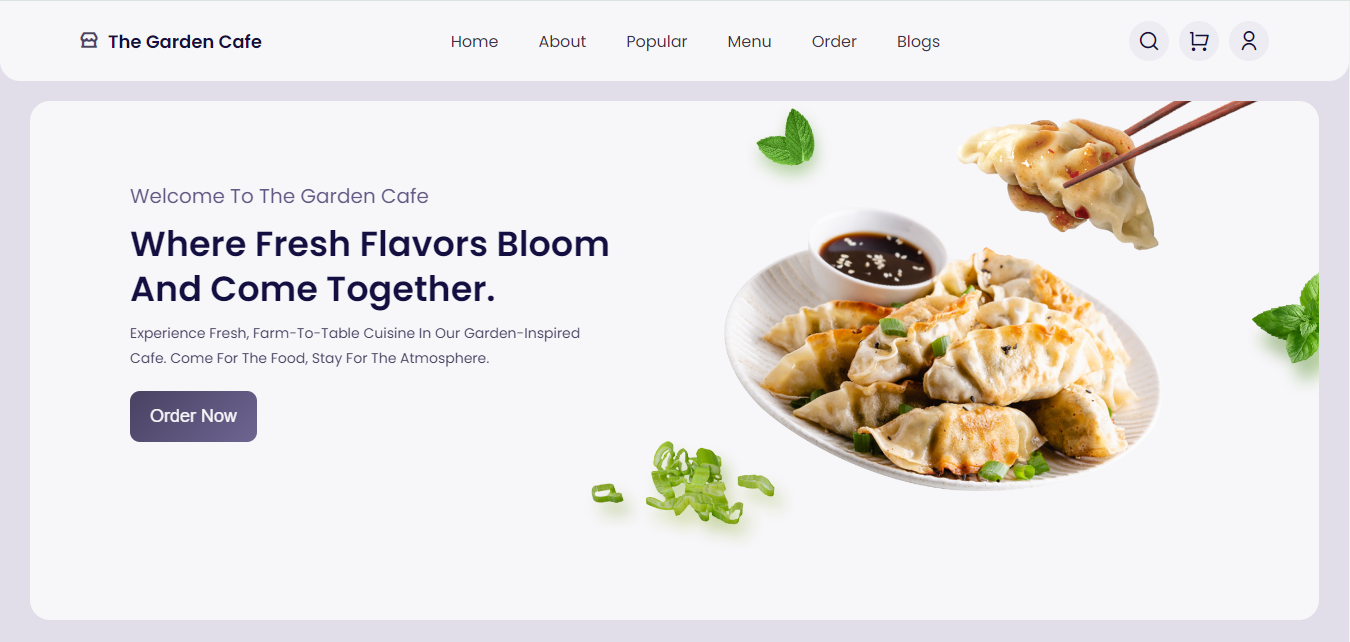 The Garden Cafe
Home
About
Popular
Menu
Order
Blogs
Welcome To The Garden Cafe
Where Fresh Flavors Bloom
And Come Together.
Experience Fresh, Farm-To-Table Cuisine In Our Garden-Inspired
Cafe. Come For The Food, Stay For The Atmosphere.
Order Now